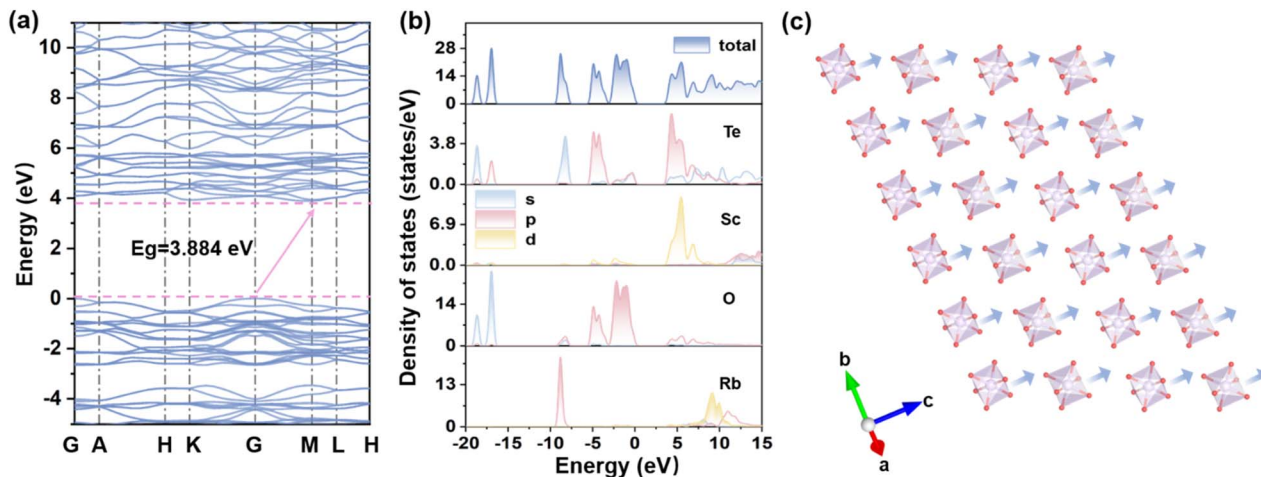 (a)
10
8
6
4
2
0
-2
-4
Energy (eV)
Eg=3.884 eV
G A H K G M L H
(b)
Density of states (states/eV)
28
14
0
total
3.8
0.0
Te
6.9
0.0
s
p
d
Sc
14
0
O
13
0
Rb
-20 -15 -10 -5 0 5 10 15
Energy (eV)
(c)
b
c
a